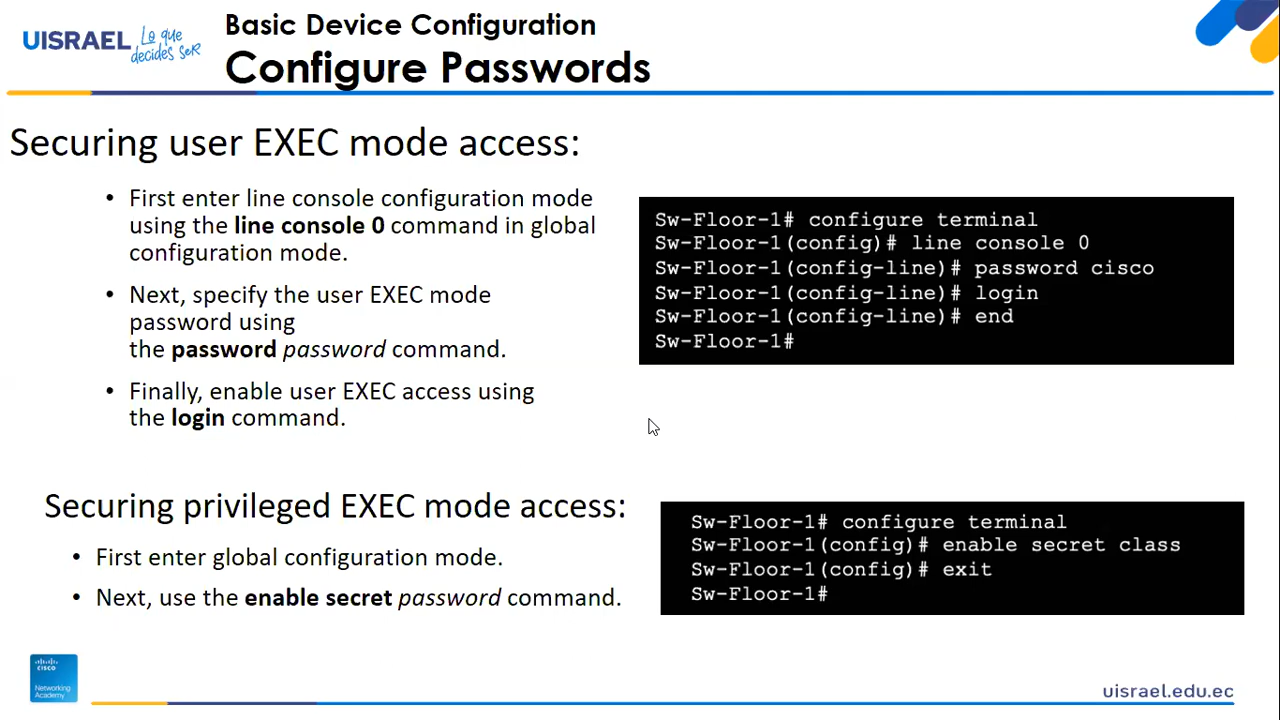 UISRAEL Lo que decides ser
Basic Device Configuration
Configure Passwords
Securing user EXEC mode access:
• First enter line console configuration mode
using the line console 0 command in global
configuration mode.
• Next, specify the user EXEC mode
password using
the password password command.
• Finally, enable user EXEC access using
the login command.
Sw-Floor-1# configure terminal
Sw-Floor-1(config)# line console 0
Sw-Floor-1(config-line)# password cisco
Sw-Floor-1(config-line)# login
Sw-Floor-1(config-line)# end
Sw-Floor-1#
Securing privileged EXEC mode access:
• First enter global configuration mode.
• Next, use the enable secret password command.
Sw-Floor-1# configure terminal
Sw-Floor-1(config)# enable secret class
Sw-Floor-1(config)# exit
Sw-Floor-1#
cisco
Networking
Academy
uisrael.edu.ec